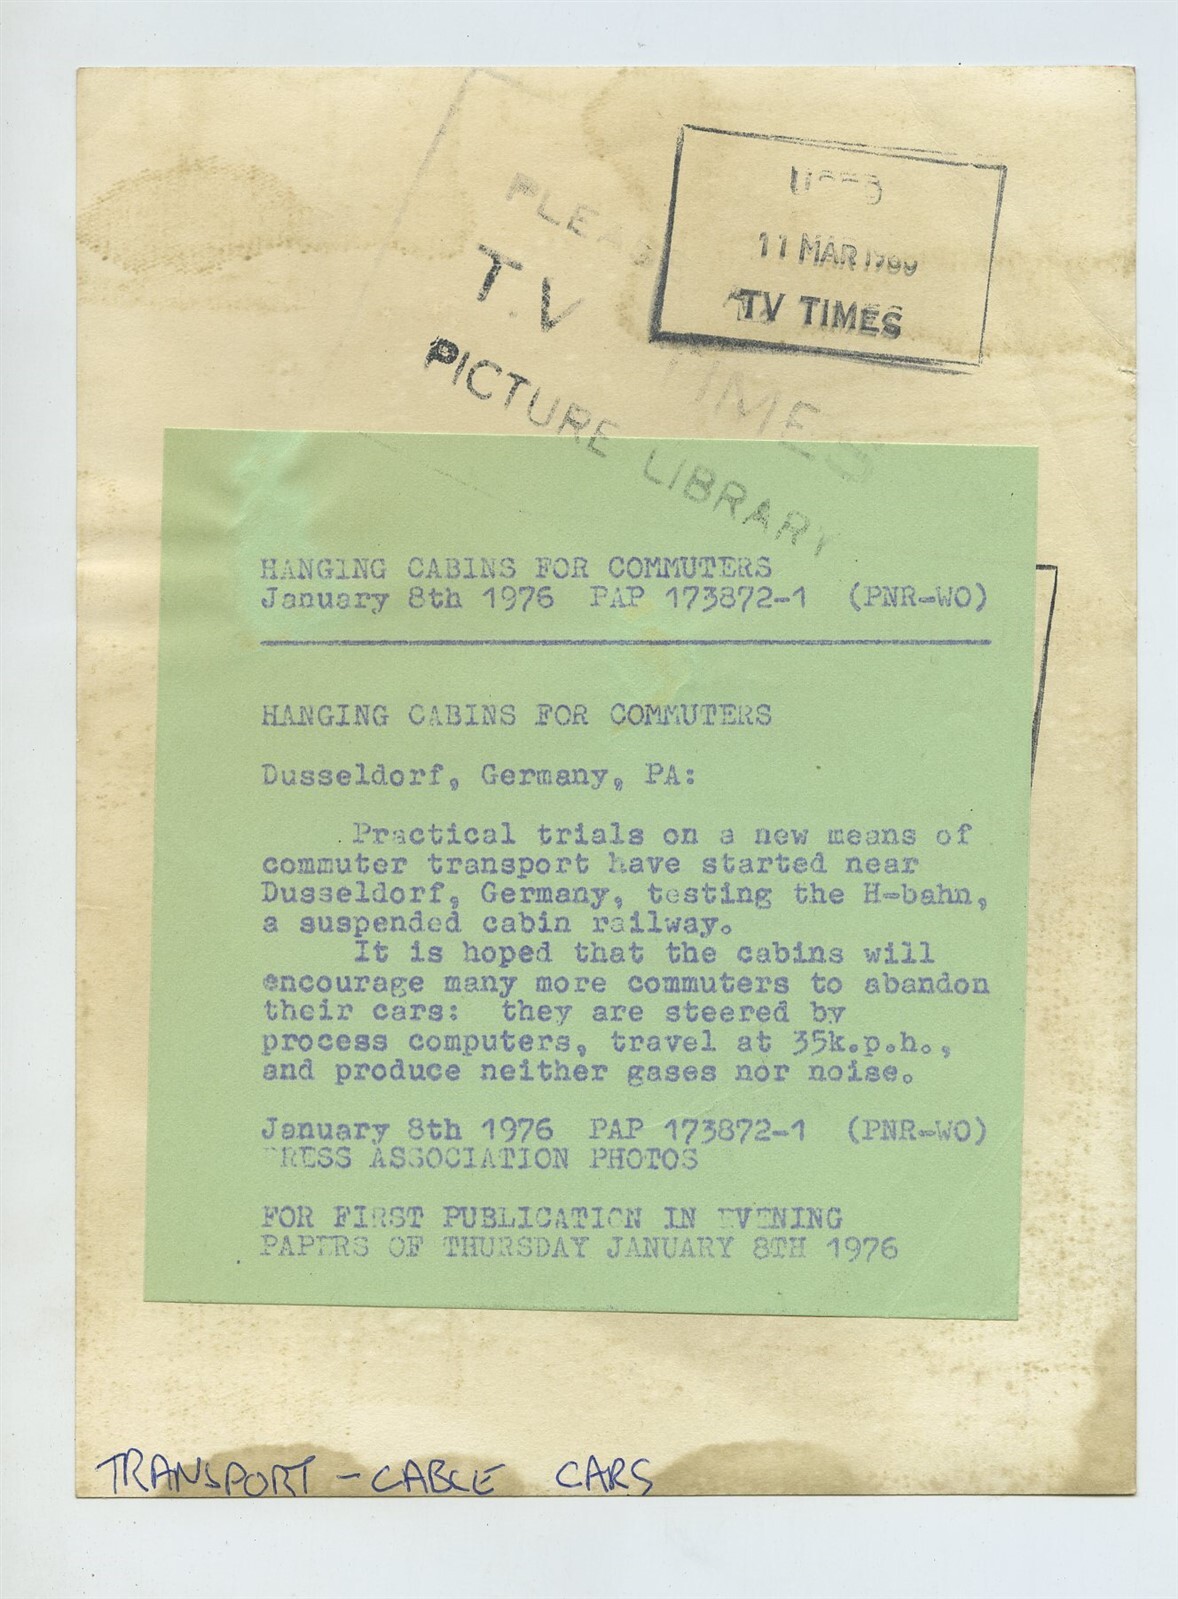 USED
11 MAR 1989
TV TIMES
PLEASE
T.V. TIMES
PICTURE LIBRARY
HANGING CABINS FOR COMMUTERS
January 8th 1976 PAP 173872-1 (PNR-WO)
HANGING CABINS FOR COMMUTERS
Dusseldorf, Germany, PA:
Practical trials on a new means of
commuter transport have started near
Dusseldorf, Germany, testing the H-bahn,
a suspended cabin railway.
It is hoped that the cabins will
encourage many more commuters to abandon
their cars: they are steered by
process computers, travel at 35k.p.h.,
and produce neither gases nor noise.
January 8th 1976 PAP 173872-1 (PNR-WO)
PRESS ASSOCIATION PHOTOS
FOR FIRST PUBLICATION IN EVENING
PAPERS OF THURSDAY JANUARY 8TH 1976
TRANSPORT - CABLE CARS